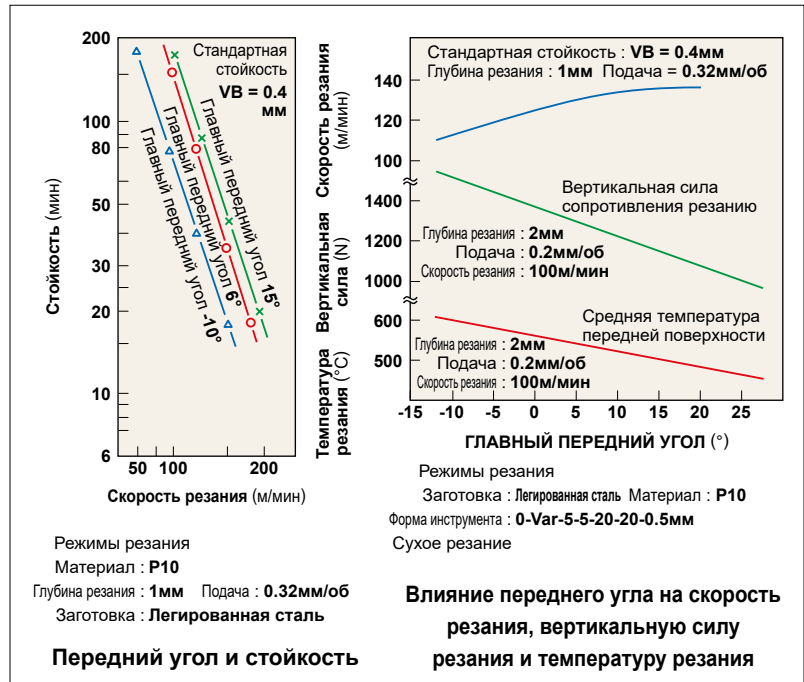 Стойкость (мин)
200
100
80
50
30
20
10
6
Стандартная
стойкость
VB = 0.4
мм
Главный передний угол 15°
Главный передний угол 6°
Главный передний угол -10°
50 100 200
Скорость резания (м/мин)
Режимы резания
Материал : P10
Глубина резания : 1мм Подача : 0.32мм/об
Заготовка : Легированная сталь
Передний угол и стойкость
Скорость резания
(м/мин)
Вертикальная
сила (N)
Температура
резания (°C)
140
120
100
1400
1200
1000
600
500
Стандартная стойкость : VB = 0.4мм
Глубина резания : 1мм Подача = 0.32мм/об
Вертикальная сила
сопротивления резанию
Глубина резания : 2мм
Подача : 0.2мм/об
Скорость резания : 100м/мин
Средняя температура
передней поверхности
Глубина резания : 2мм
Подача : 0.2мм/об
Скорость резания : 100м/мин
-15 -10 -5 0 5 10 15 20 25
ГЛАВНЫЙ ПЕРЕДНИЙ УГОЛ (°)
Режимы резания
Заготовка : Легированная сталь Материал : P10
Форма инструмента : 0-Var-5-5-20-20-0.5мм
Сухое резание
Влияние переднего угла на скорость
резания, вертикальную силу
резания и температуру резания